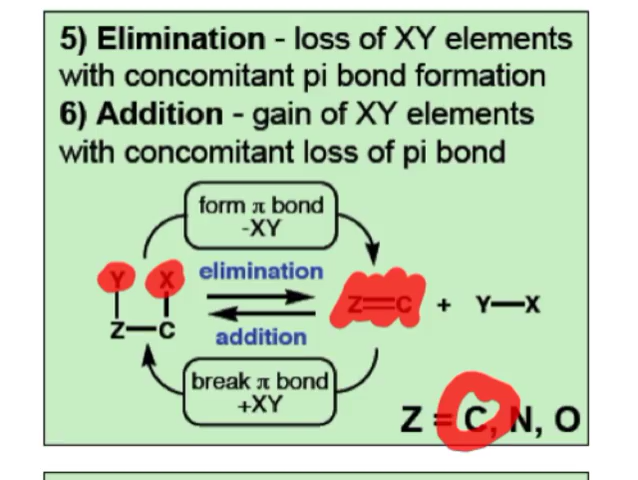 5) Elimination - loss of XY elements
with concomitant pi bond formation
6) Addition - gain of XY elements
with concomitant loss of pi bond
form π bond
-XY
Y X
elimination
Z=C + Y—X
Z—C
addition
break π bond
+XY
Z = C, N, O